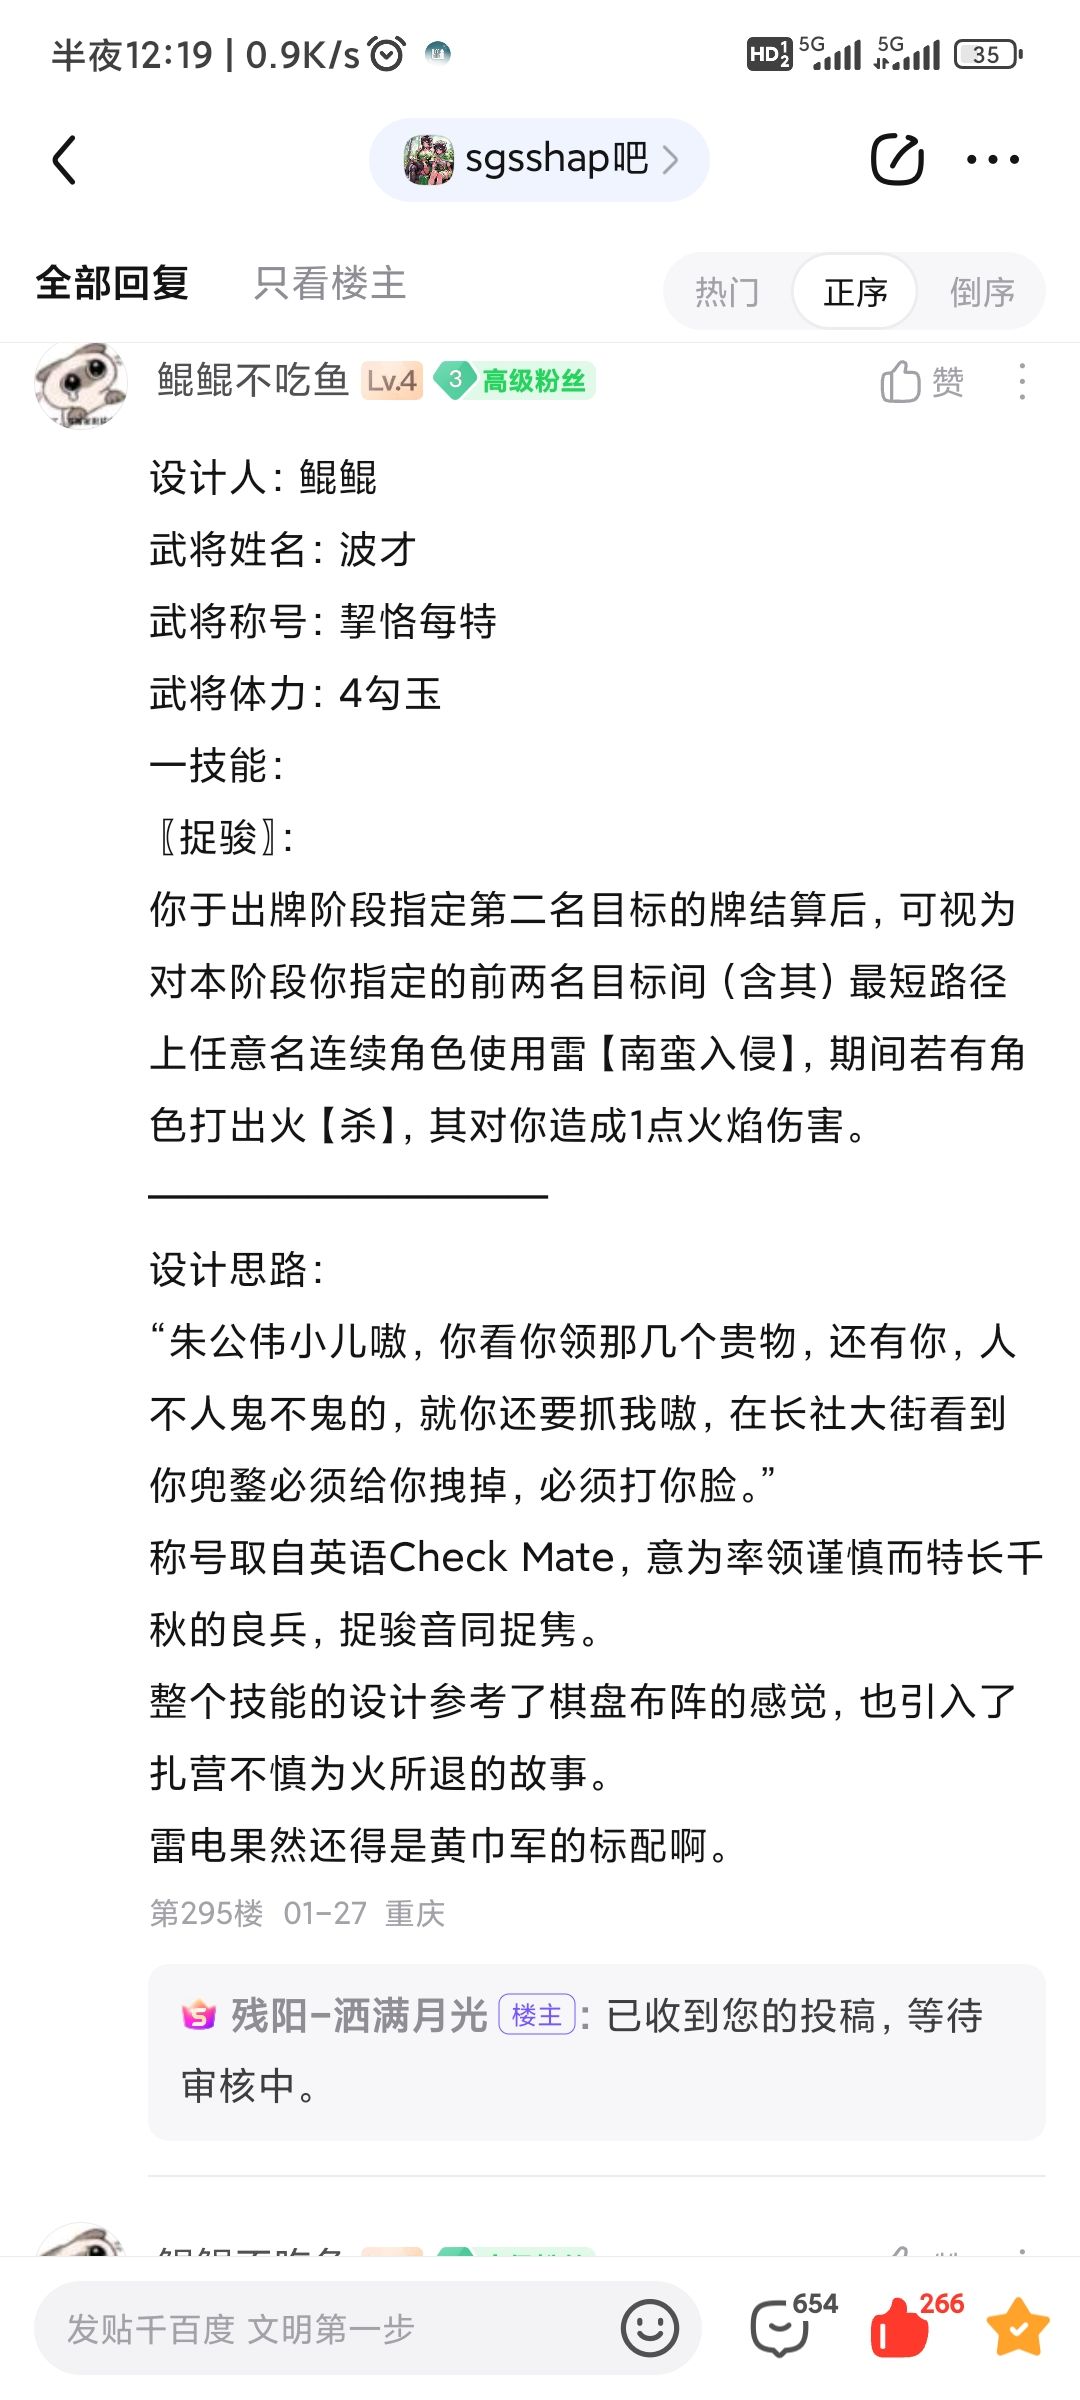 半夜12:19 | 0.9K/s
HD 1 2 5G 5G 35
sgsshap吧
全部回复 只看楼主 热门 正序 倒序
鲲鲲不吃鱼 Lv.4 3 高级粉丝 赞
设计人：鲲鲲
武将姓名：波才
武将称号：挈恪每特
武将体力：4勾玉
一技能：
〖捉骏〗：
你于出牌阶段指定第二名目标的牌结算后，可视为
对本阶段你指定的前两名目标间（含其）最短路径
上任意名连续角色使用雷【南蛮入侵】，期间若有角
色打出火【杀】，其对你造成1点火焰伤害。
——————————
设计思路：
“朱公伟小儿嗷，你看你领那几个贵物，还有你，人
不人鬼不鬼的，就你还要抓我嗷，在长社大街看到
你兜鍪必须给你拽掉，必须打你脸。”
称号取自英语Check Mate，意为率领谨慎而特长千
秋的良兵，捉骏音同捉隽。
整个技能的设计参考了棋盘布阵的感觉，也引入了
扎营不慎为火所退的故事。
雷电果然还得是黄巾军的标配啊。
第295楼 01-27 重庆
S 残阳-洒满月光 楼主：已收到您的投稿，等待
审核中。
发贴千百度 文明第一步 654 266